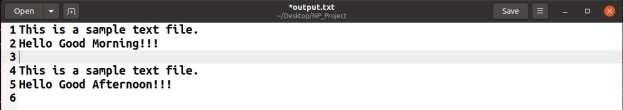 Open
*output.txt
~/Desktop/NP_Project
Save
1 This is a sample text file.
2 Hello Good Morning!!!
3
4 This is a sample text file.
5 Hello Good Afternoon!!!
6